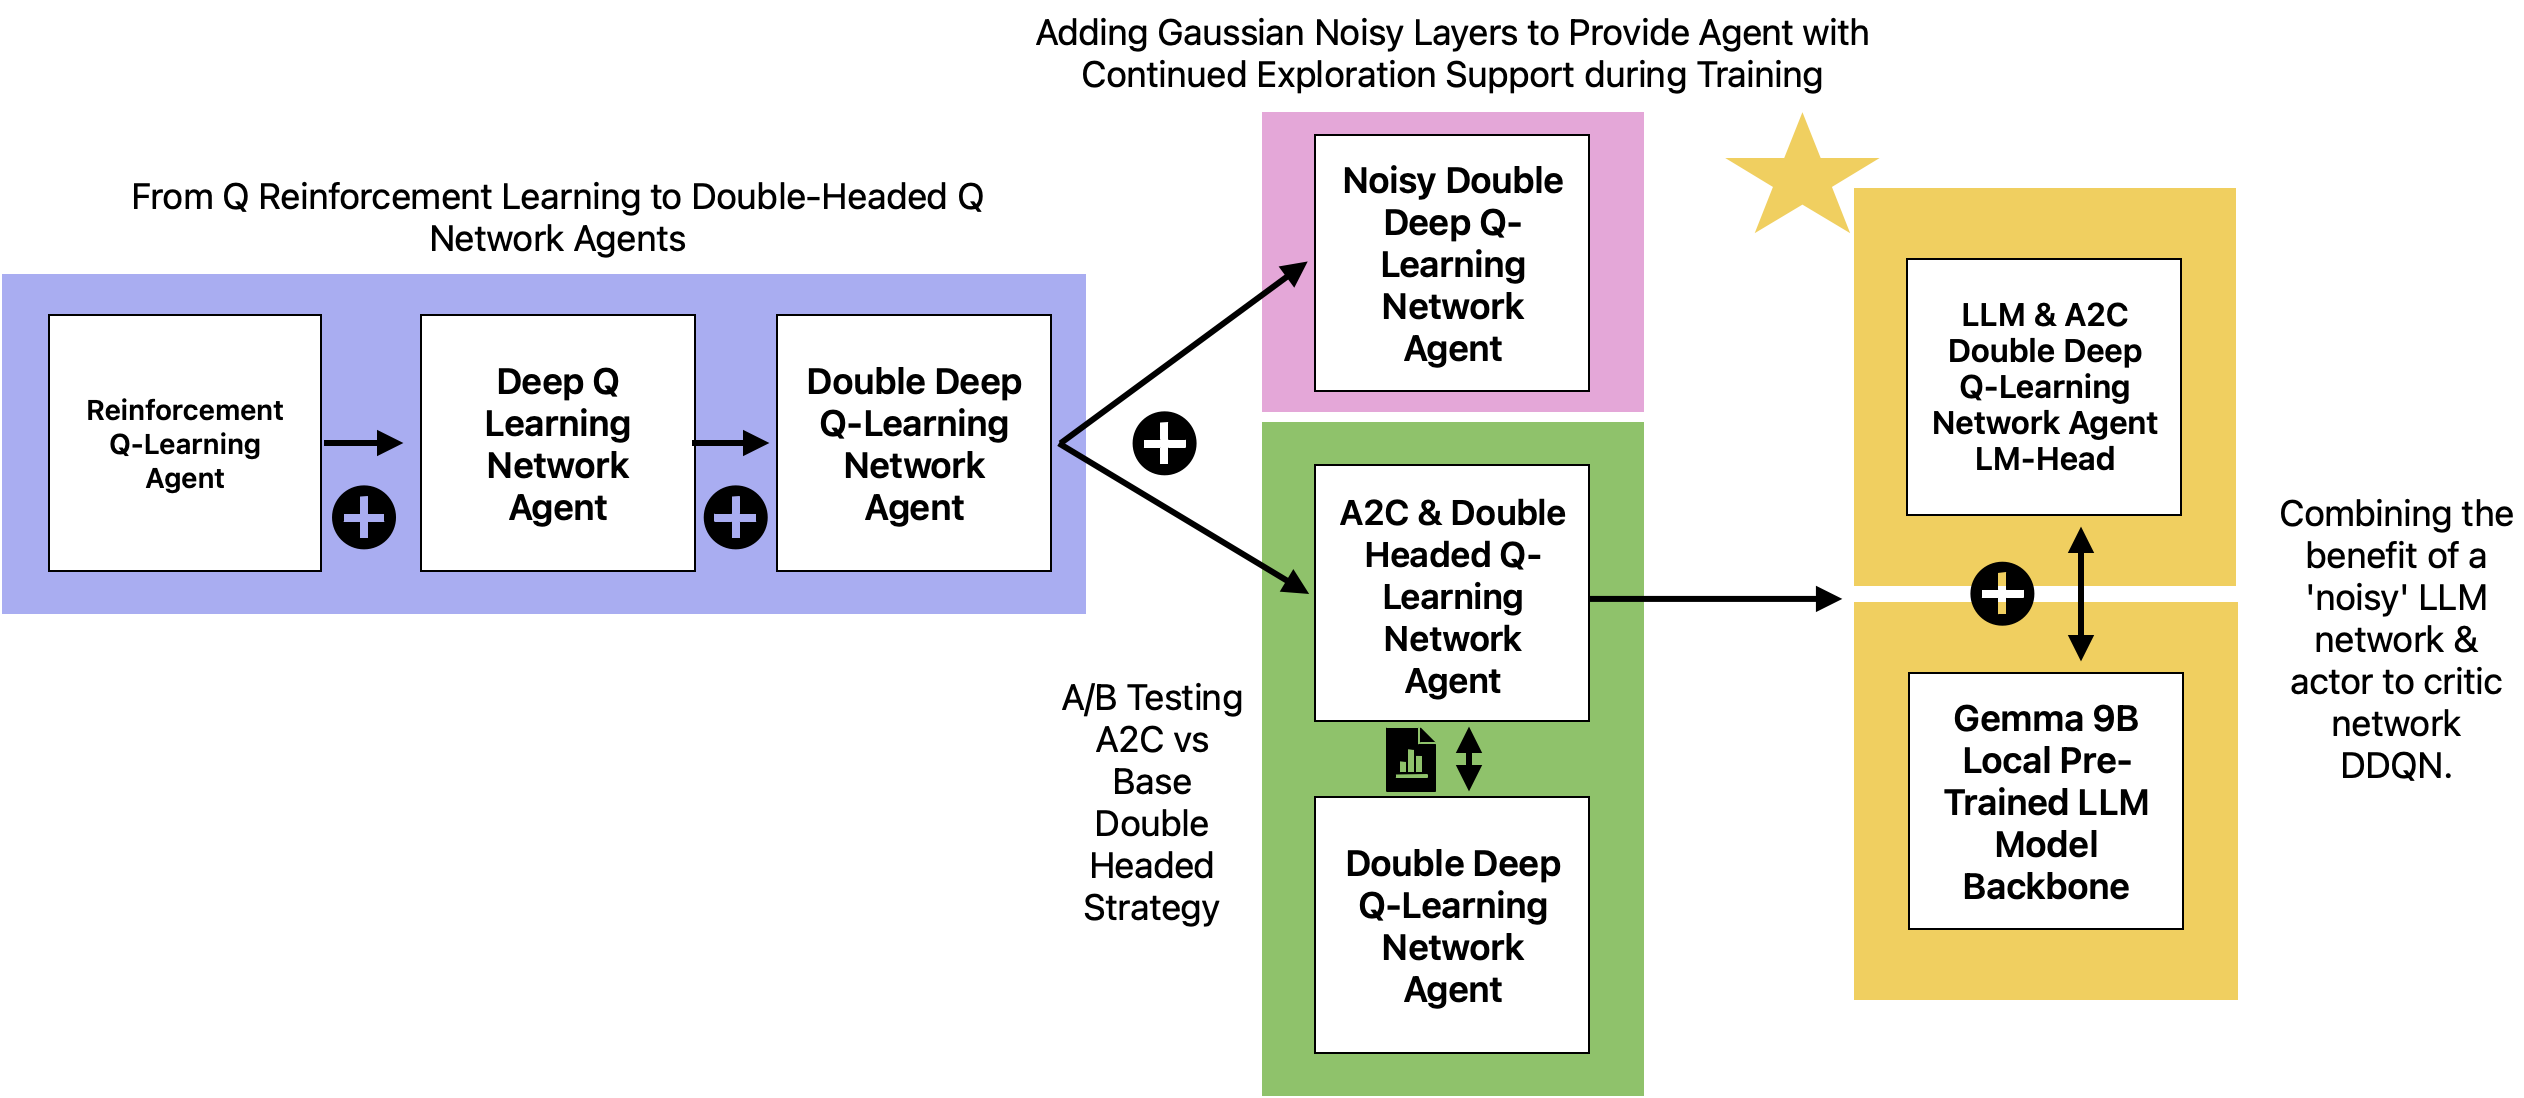 Adding Gaussian Noisy Layers to Provide Agent with
Continued Exploration Support during Training
From Q Reinforcement Learning to Double-Headed Q
Network Agents
Reinforcement
Q-Learning
Agent
Deep Q
Learning
Network
Agent
Double Deep
Q-Learning
Network
Agent
Noisy Double
Deep Q-
Learning
Network
Agent
A/B Testing
A2C vs
Base
Double
Headed
Strategy
A2C & Double
Headed Q-
Learning
Network
Agent
Double Deep
Q-Learning
Network
Agent
LLM & A2C
Double Deep
Q-Learning
Network Agent
LM-Head
Gemma 9B
Local Pre-
Trained LLM
Model
Backbone
Combining the
benefit of a
'noisy' LLM
network &
actor to critic
network
DDQN.